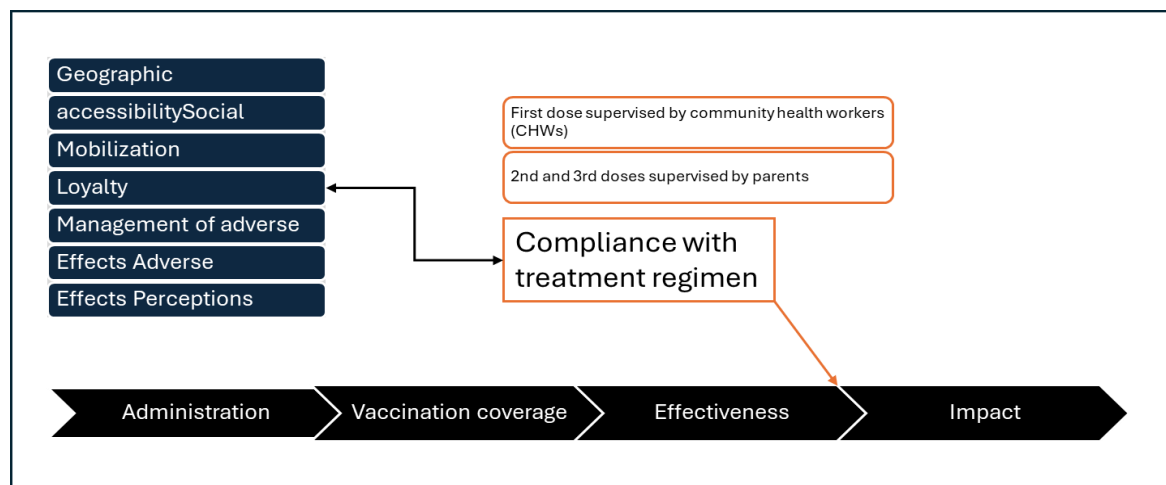 Geographic
accessibilitySocial
Mobilization
Loyalty
Management of adverse
Effects Adverse
Effects Perceptions
First dose supervised by community health workers
(CHWs)
2nd and 3rd doses supervised by parents
Compliance with
treatment regimen
Administration
Vaccination coverage
Effectiveness
Impact